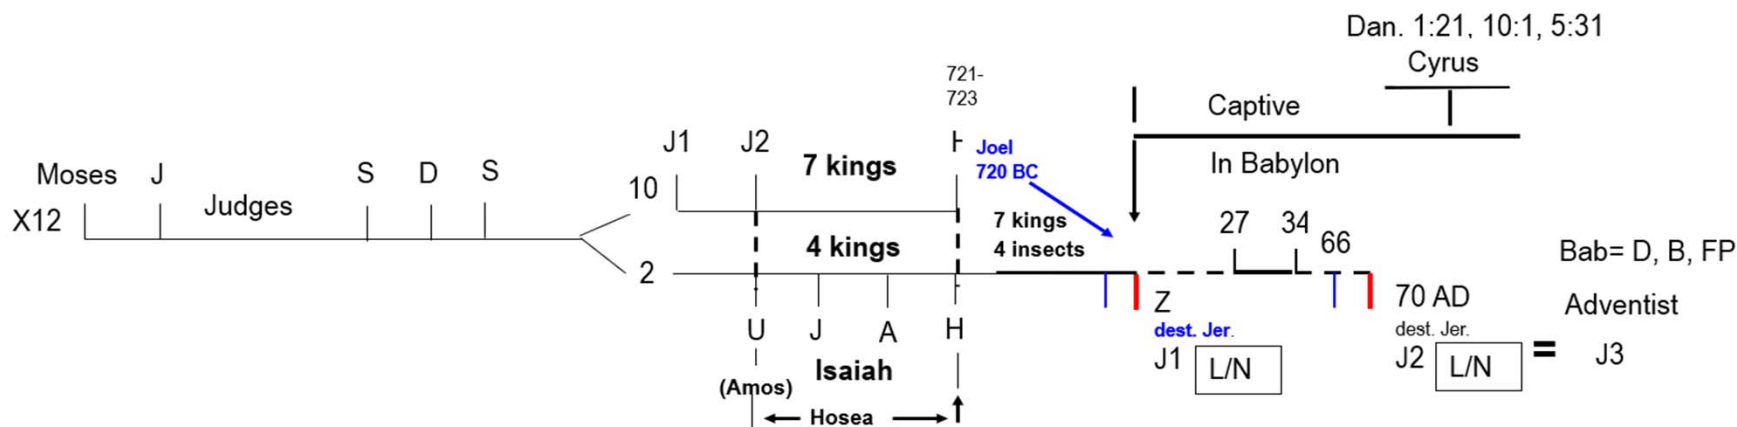 Dan. 1:21, 10:1, 5:31
Cyrus
721-
723
Captive
J1 J2 H
7 kings
Joel
720 BC
In Babylon
Moses J S D S
Judges
10
X12
4 kings
7 kings
4 insects
27 34
66
Bab= D, B, FP
2
Z
70 AD
Adventist
U J A H
dest. Jer.
dest. Jer.
J1 L/N
J2 L/N = J3
Isaiah
(Amos)
Hosea